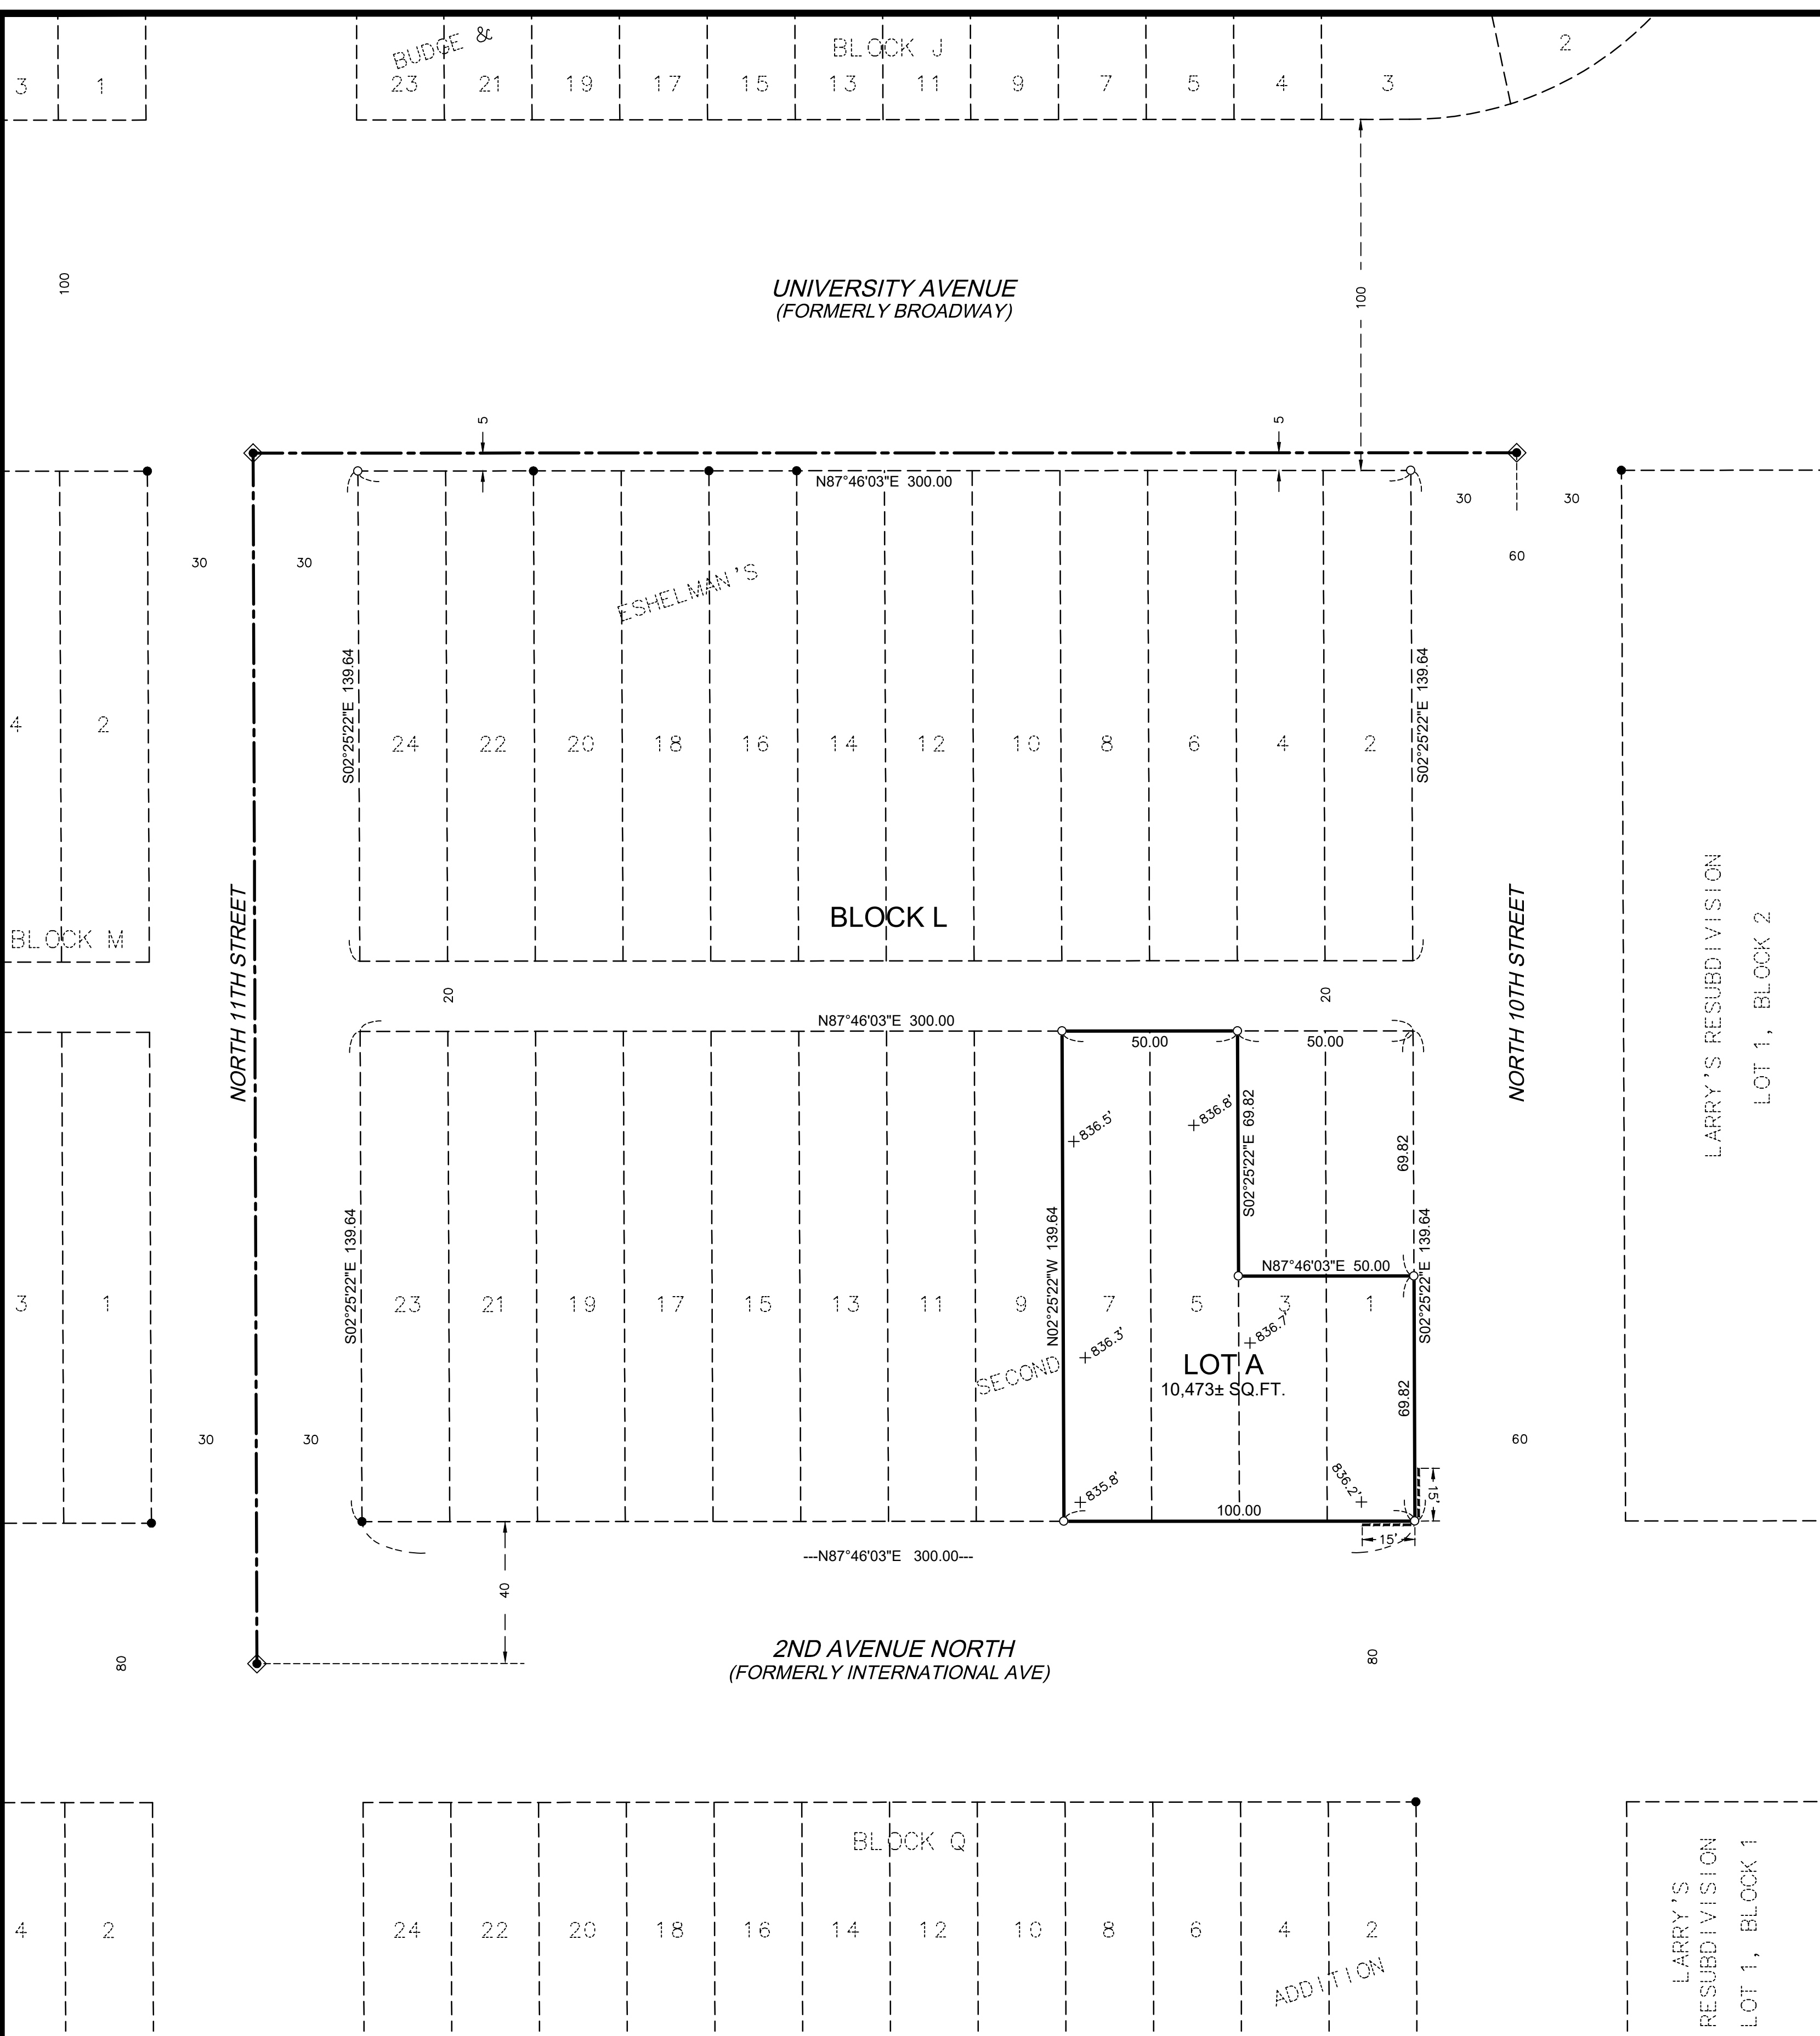 BUDGE &
BLOCK J
2
3 1
23 21 19 17 15 13 11 9 7 5 4 3
100
UNIVERSITY AVENUE
(FORMERLY BROADWAY)
100
5
5
N87°46'03"E 300.00
30
30
30
30
60
ESHELMAN'S
S02°25'22"E 139.64
S02°25'22"E 139.64
4 2
24 22 20 18 16 14 12 10 8 6 4 2
BLOCK L
BLOCK M
NORTH 11TH STREET
NORTH 10TH STREET
LARRY'S RESUBDIVISION
LOT 1, BLOCK 2
20
20
N87°46'03"E 300.00
50.00
50.00
836.5'
836.8'
S02°25'22"E 69.82
69.82
N02°25'22"W 139.64
S02°25'22"E 139.64
S02°25'22"E 139.64
N87°46'03"E 50.00
3 1
23 21 19 17 15 13 11 9 7 5 3 1
836.3'
836.7'
SECOND
LOT A
10,473± SQ.FT.
69.82
30
30
60
835.8'
836.2'
100.00
15'
15'
---N87°46'03"E 300.00---
40
2ND AVENUE NORTH
(FORMERLY INTERNATIONAL AVE)
80
80
BLOCK Q
4 2
24 22 20 18 16 14 12 10 8 6 4 2
ADDITION
LARRY'S
RESUBDIVISION
LOT 1, BLOCK 1